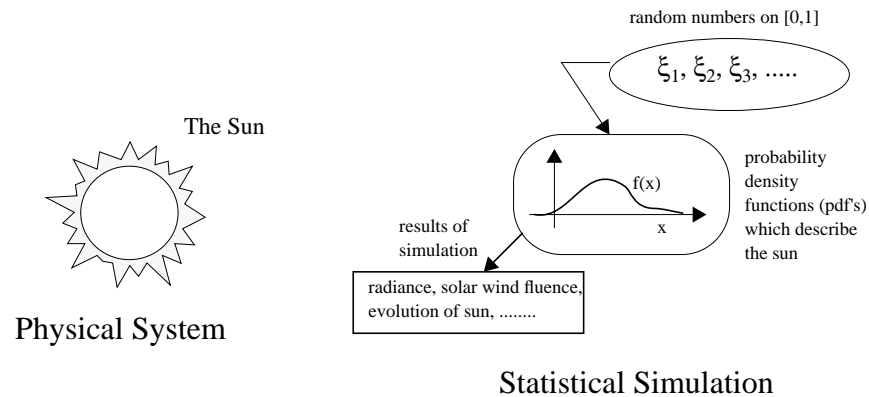 random numbers on [0,1]
ξ1, ξ2, ξ3, .....
The Sun
f(x)
x
probability
density
functions (pdf's)
which describe
the sun
results of
simulation
radiance, solar wind fluence,
evolution of sun, ........
Physical System
Statistical Simulation